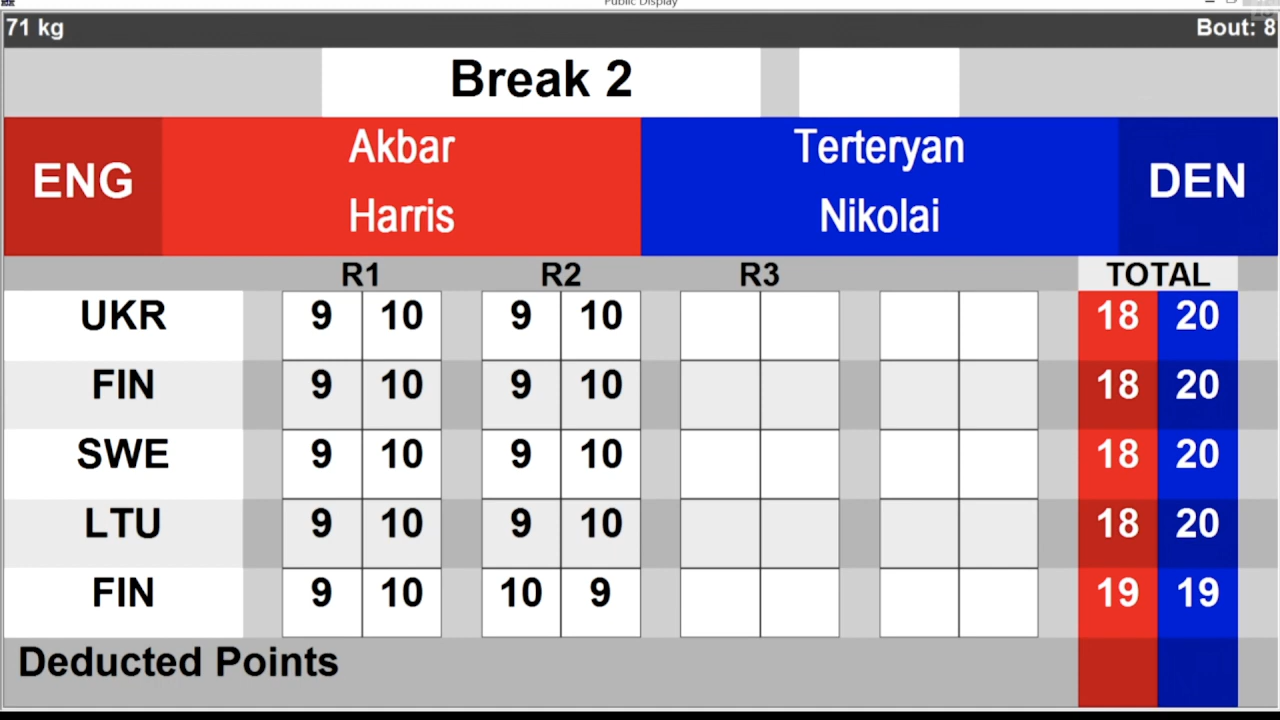 Public Display
71 kg Bout: 8
Break 2
ENG Akbar Harris Terteryan Nikolai DEN
R1 R2 R3 TOTAL
UKR 9 10 9 10 18 20
FIN 9 10 9 10 18 20
SWE 9 10 9 10 18 20
LTU 9 10 9 10 18 20
FIN 9 10 10 9 19 19
Deducted Points